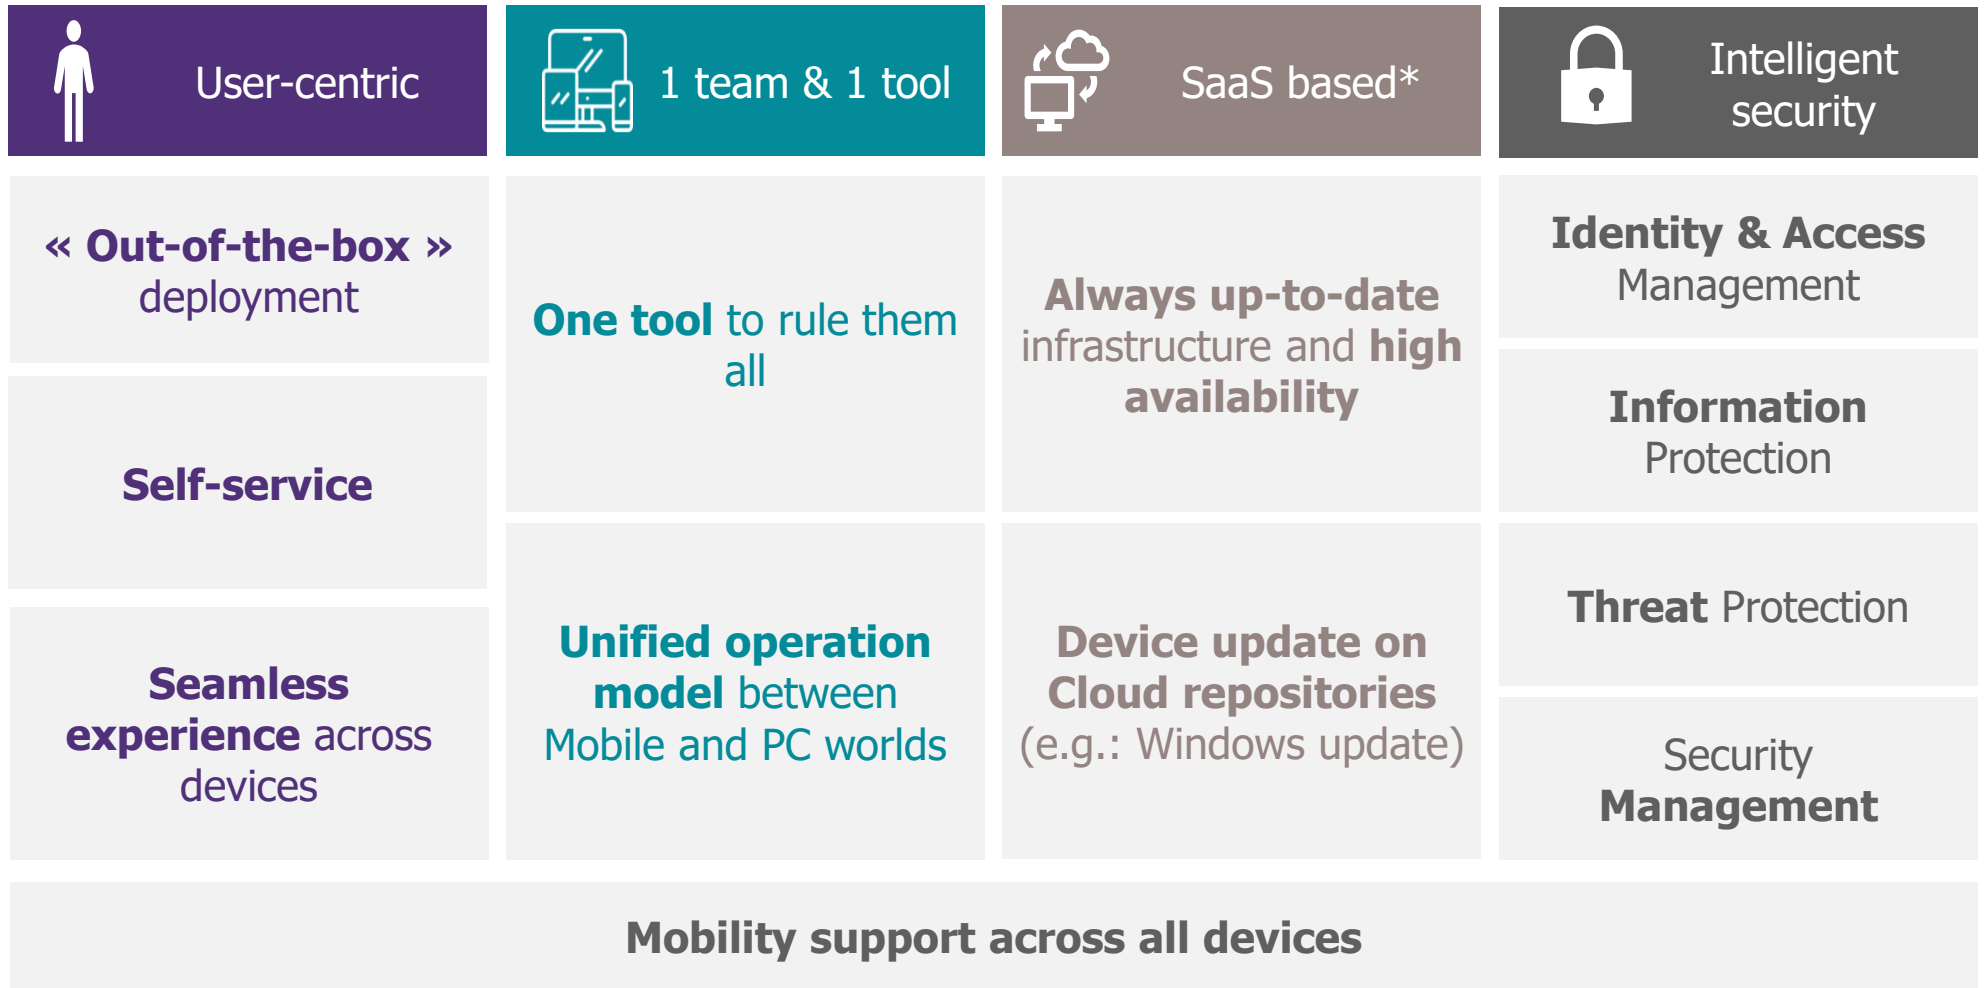 User-centric
1 team & 1 tool
SaaS based*
Intelligent
security
« Out-of-the-box »
deployment
Self-service
Seamless
experience across
devices
One tool to rule them
all
Unified operation
model between
Mobile and PC worlds
Always up-to-date
infrastructure and high
availability
Device update on
Cloud repositories
(e.g.: Windows update)
Identity & Access
Management
Information
Protection
Threat Protection
Security
Management
Mobility support across all devices